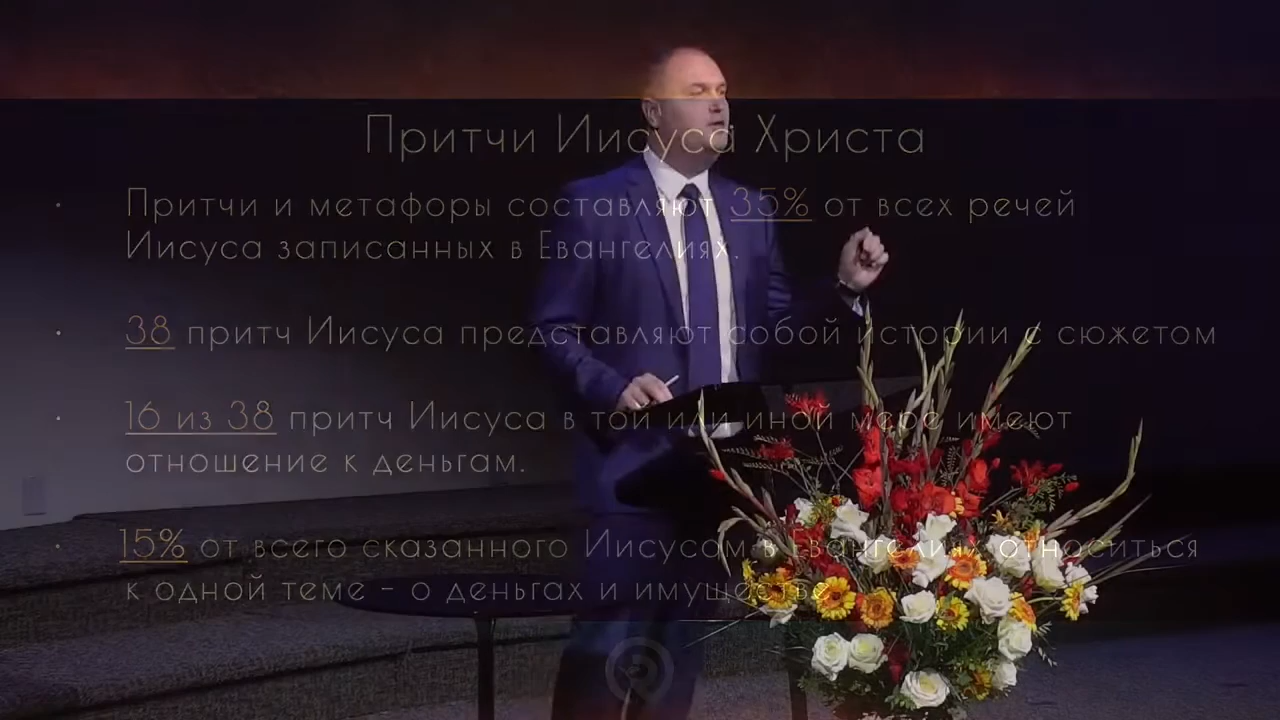 Притчи Иисуса Христа
Притчи и метафоры составляют 35% от всех речей
Иисуса записанных в Евангелиях.
38 притч Иисуса представляют собой истории с сюжетом
16 из 38 притч Иисуса в той или иной мере имеют
отношение к деньгам.
15% от всего сказанного Иисусом в Евангелиях относиться
к одной теме – о деньгах и имуществе